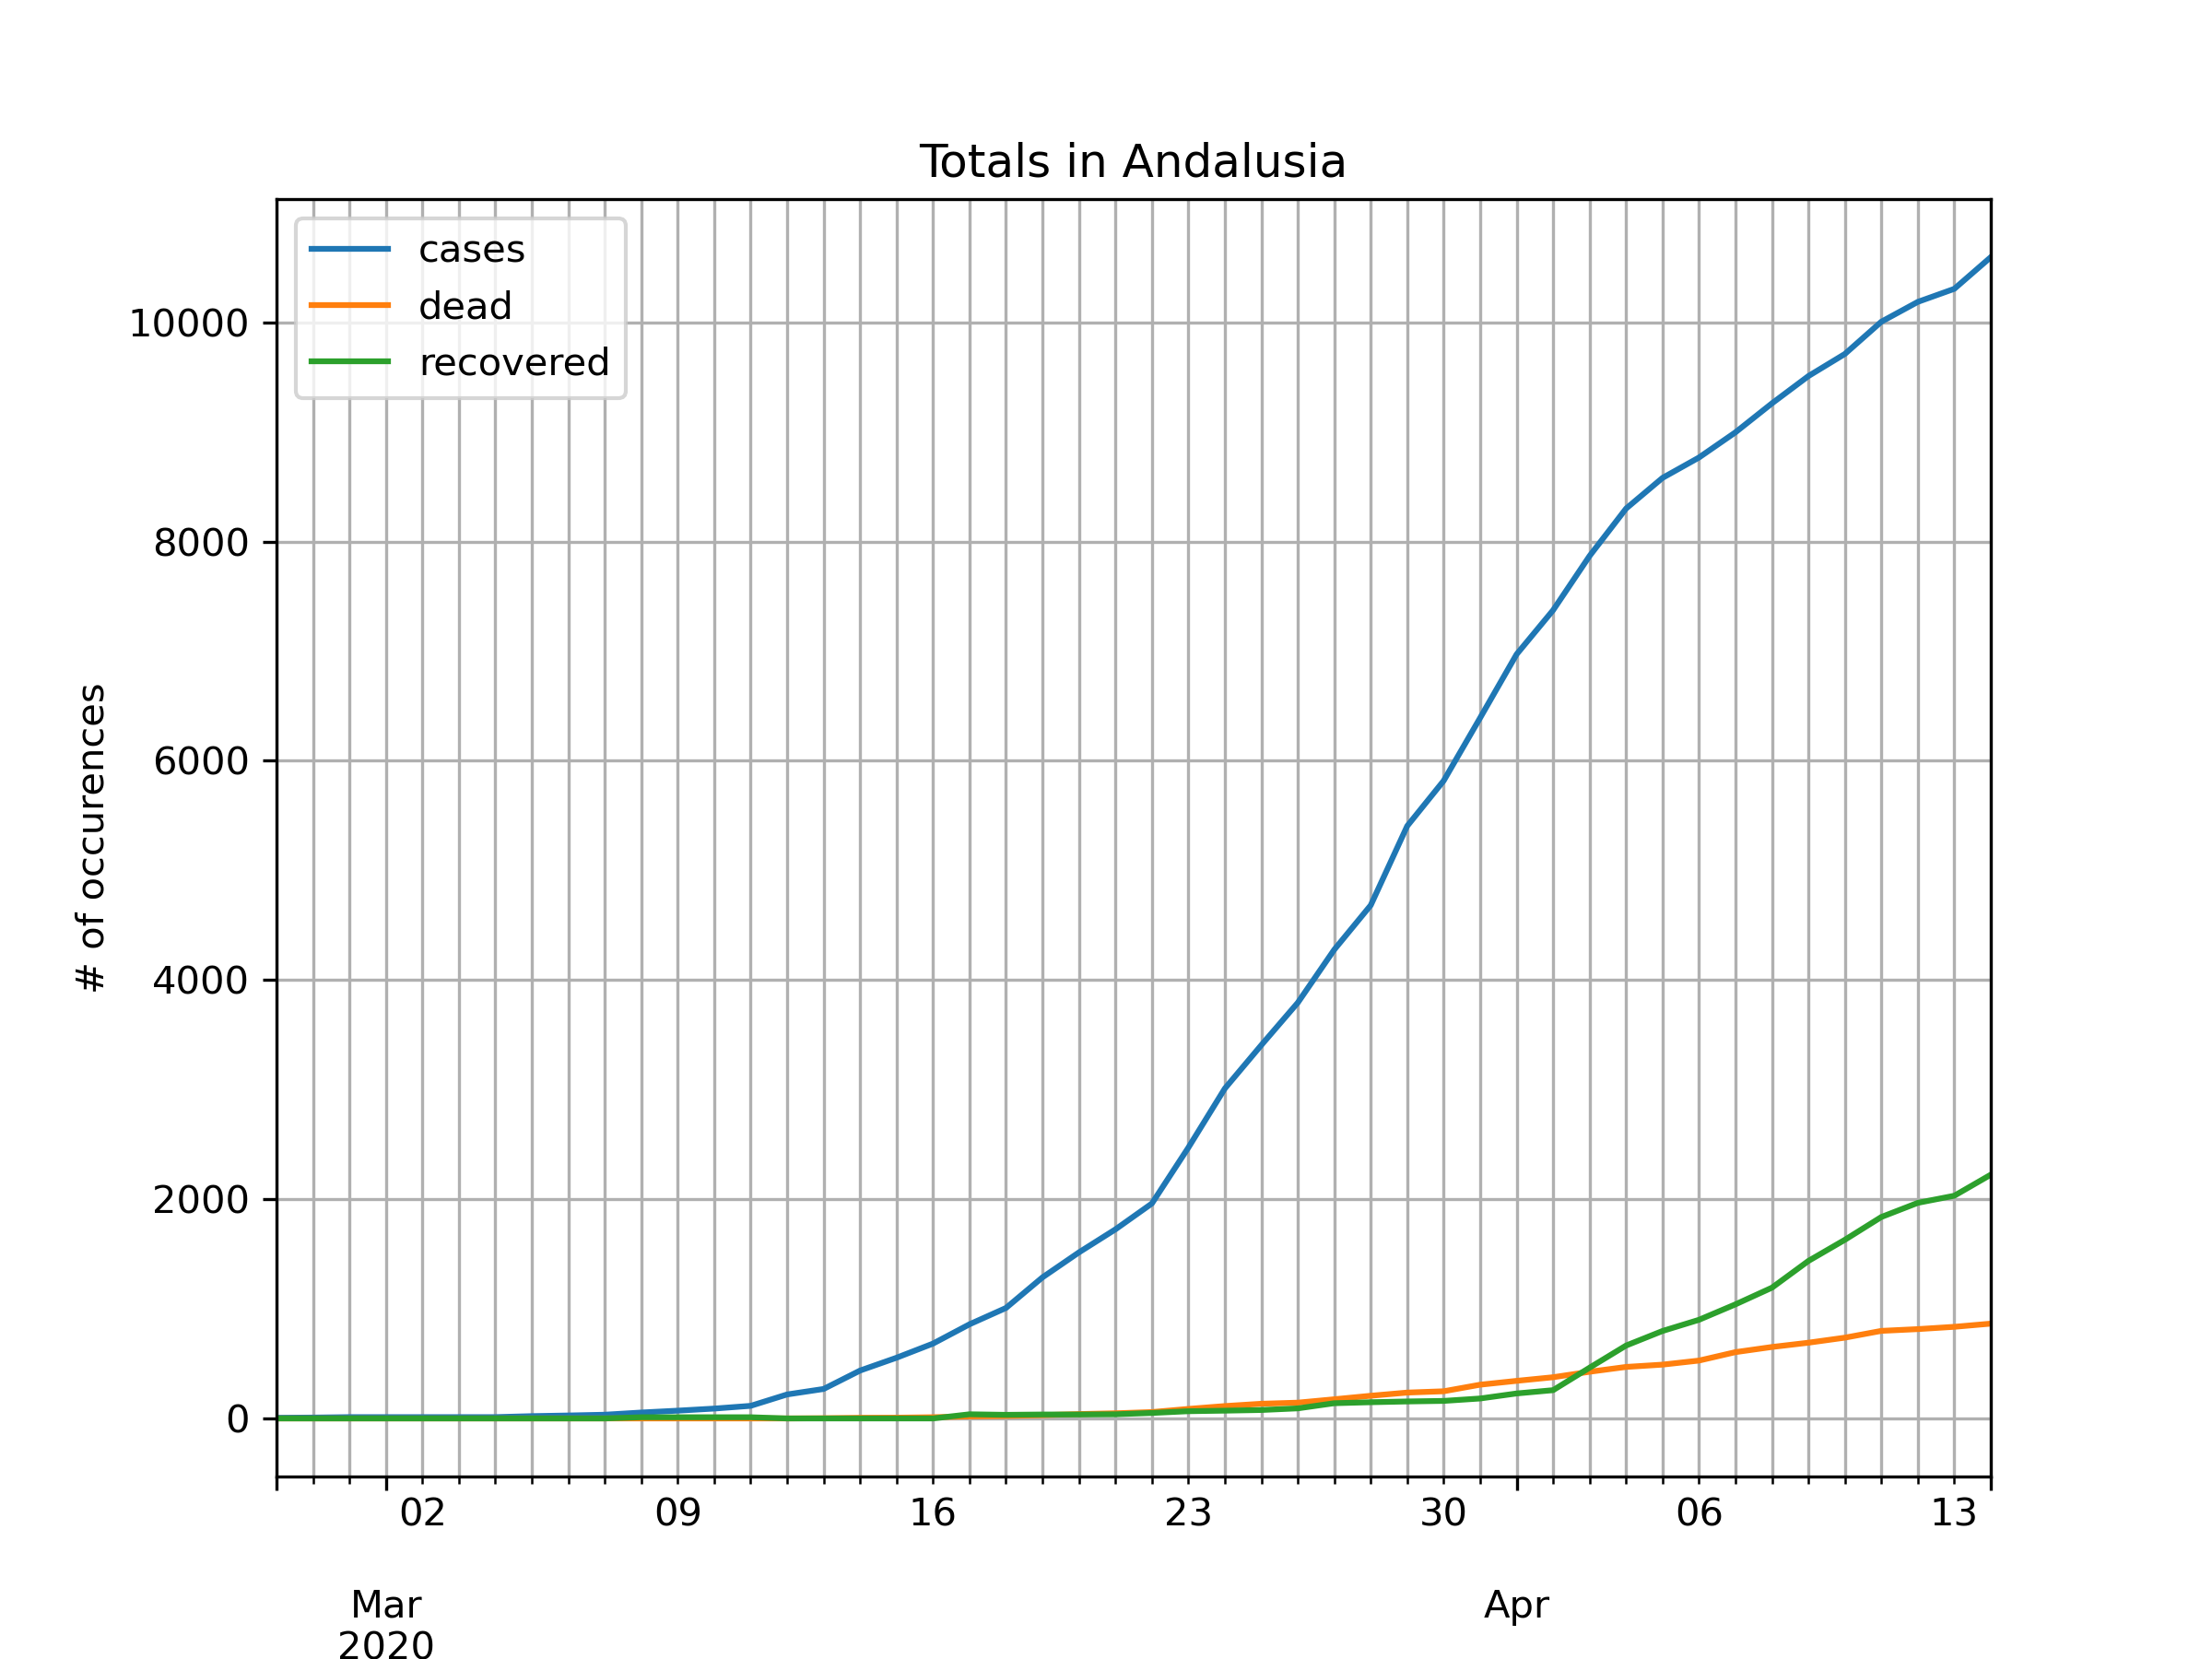 Totals in Andalusia
cases
dead
recovered
10000
8000
6000
4000
2000
0
# of occurences
02 09 16 23 30 06 13
Mar Apr
2020